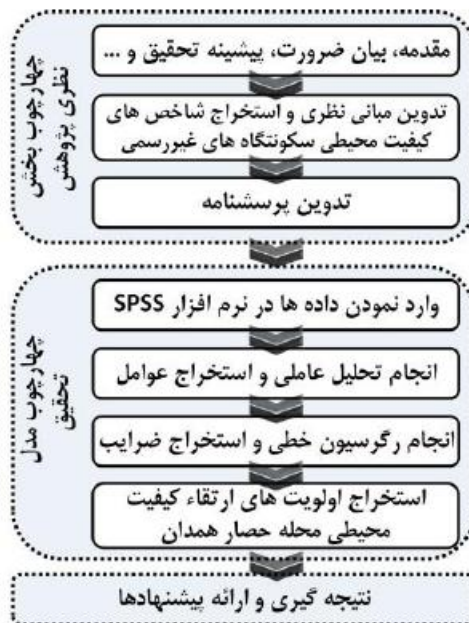 چهارچوب بخش
نظری پژوهش
مقدمه، بیان ضرورت، پیشینه تحقیق و ...
تدوین مبانی نظری و استخراج شاخص های
کیفیت محیطی سکونتگاه های غیررسمی
تدوین پرسشنامه
چهارچوب مدل
تحقیق
وارد نمودن داده ها در نرم افزار SPSS
انجام تحلیل عاملی و استخراج عوامل
انجام رگرسیون خطی و استخراج ضرایب
استخراج اولویت های ارتقاء کیفیت
محیطی محله حصار همدان
نتیجه گیری و ارائه پیشنهادها